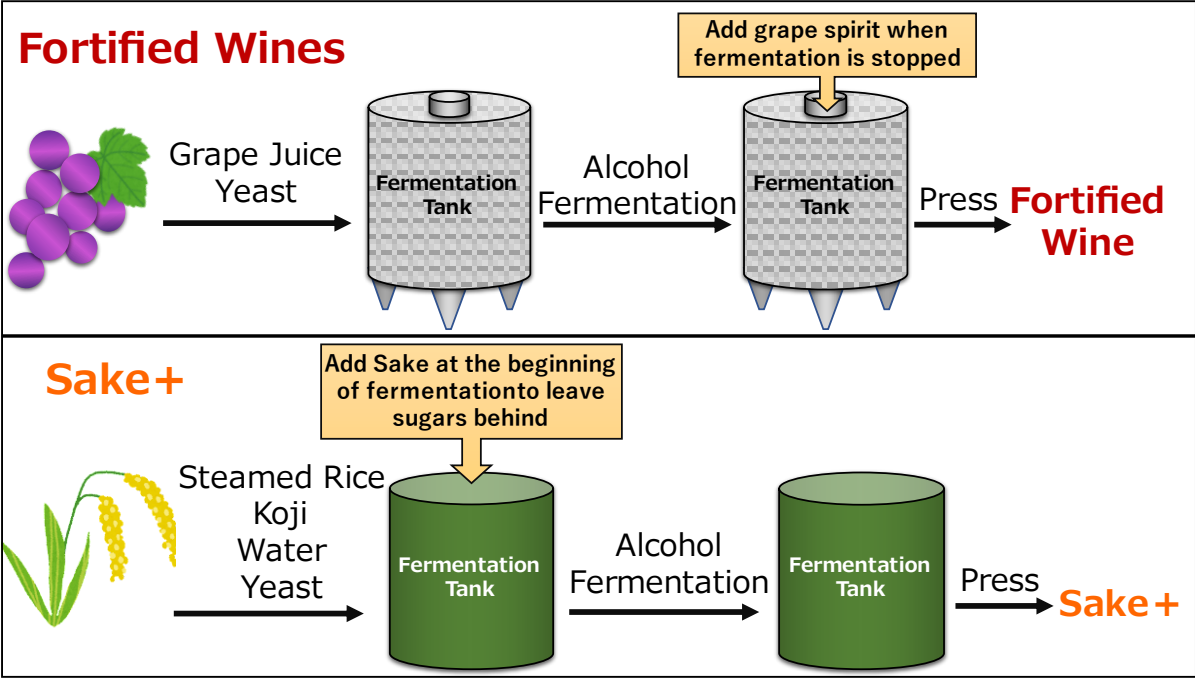 Fortified Wines
Add grape spirit when
fermentation is stopped
Grape Juice
Yeast
Fermentation
Tank
Alcohol
Fermentation
Fermentation
Tank
Press
Fortified
Wine
Sake+
Add Sake at the beginning
of fermentationto leave
sugars behind
Steamed Rice
Koji
Water
Yeast
Fermentation
Tank
Alcohol
Fermentation
Fermentation
Tank
Press
Sake+